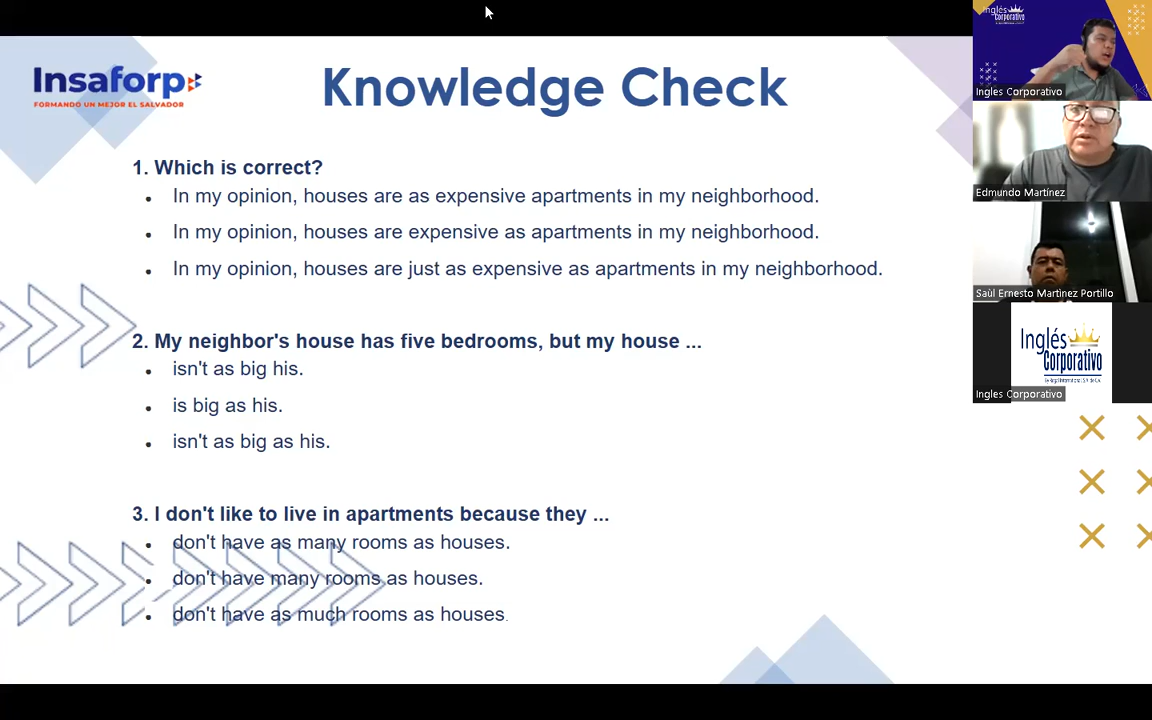 Insaforp
FORMANDO UN MEJOR EL SALVADOR
Knowledge Check
1. Which is correct?
• In my opinion, houses are as expensive apartments in my neighborhood.
• In my opinion, houses are expensive as apartments in my neighborhood.
• In my opinion, houses are just as expensive as apartments in my neighborhood.
2. My neighbor's house has five bedrooms, but my house ...
• isn't as big his.
• is big as his.
• isn't as big as his.
3. I don't like to live in apartments because they ...
• don't have as many rooms as houses.
• don't have many rooms as houses.
• don't have as much rooms as houses.
Inglés
Corporativo
Ingles Corporativo
Edmundo Martínez
Saùl Ernesto Martinez Portillo
Inglés
Corporativo
Ingles Corporativo